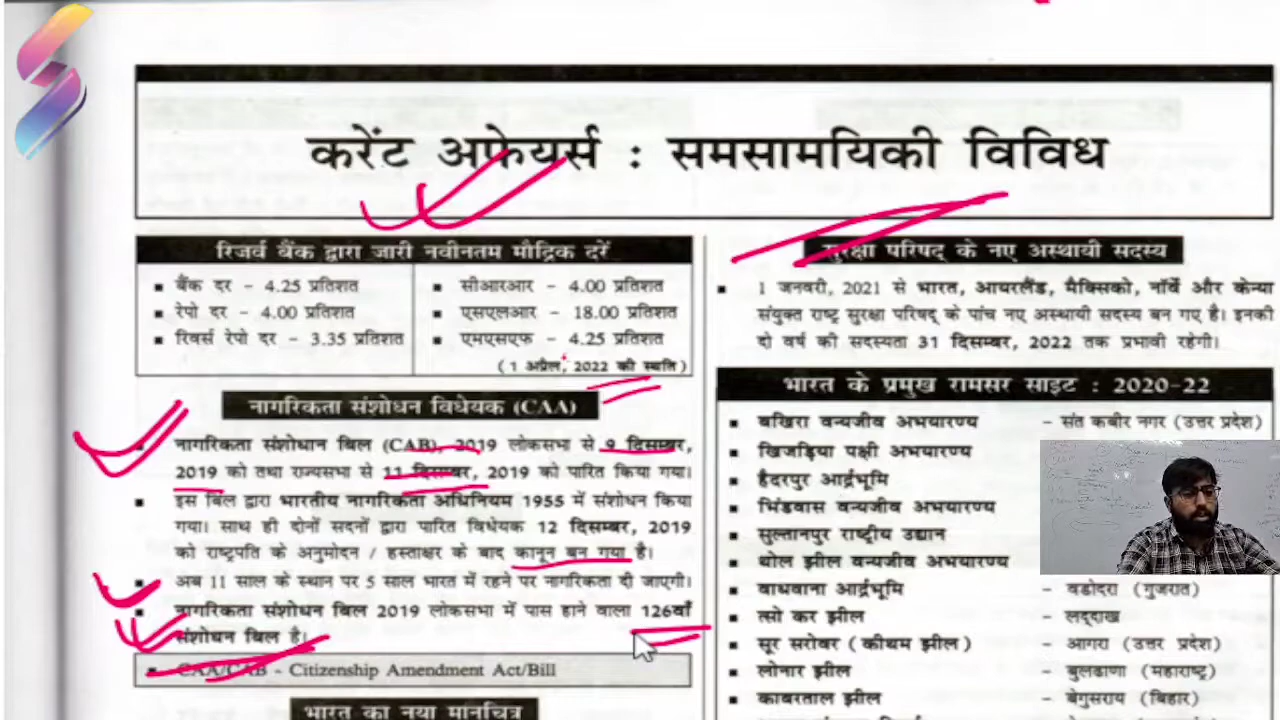 करेंट अफेयर्स : समसामयिकी विविध
रिजर्व बैंक द्वारा जारी नवीनतम मौद्रिक दरें
▪ बैंक दर – 4.25 प्रतिशत
▪ रेपो दर – 4.00 प्रतिशत
▪ रिवर्स रेपो दर – 3.35 प्रतिशत
▪ सीआरआर – 4.00 प्रतिशत
▪ एसएलआर – 18.00 प्रतिशत
▪ एमएसएफ – 4.25 प्रतिशत
(1 अप्रैल, 2022 की स्थिति)
नागरिकता संशोधन विधेयक (CAA)
▪ नागरिकता संशोधान बिल (CAB), 2019 लोकसभा से 9 दिसम्बर,
2019 को तथा राज्यसभा से 11 दिसम्बर, 2019 को पारित किया गया।
▪ इस बिल द्वारा भारतीय नागरिकता अधिनियम 1955 में संशोधन किया
गया। साथ ही दोनों सदनों द्वारा पारित विधेयक 12 दिसम्बर, 2019
को राष्ट्रपति के अनुमोदन / हस्ताक्षर के बाद कानून बन गया है।
▪ अब 11 साल के स्थान पर 5 साल भारत में रहने पर नागरिकता दी जाएगी।
▪ नागरिकता संशोधन बिल 2019 लोकसभा में पास हाने वाला 126वाँ
संशोधन बिल है।
▪ CAA/CAB - Citizenship Amendment Act/Bill
भारत का नया मानचित्र
सुरक्षा परिषद् के नए अस्थायी सदस्य
▪ 1 जनवरी, 2021 से भारत, आयरलैंड, मैक्सिको, नॉर्वे और केन्या
संयुक्त राष्ट्र सुरक्षा परिषद् के पांच नए अस्थायी सदस्य बन गए है। इनकी
दो वर्ष की सदस्यता 31 दिसम्बर, 2022 तक प्रभावी रहेगी।
भारत के प्रमुख रामसर साइट : 2020-22
▪ बखिरा वन्यजीव अभयारण्य – संत कबीर नगर (उत्तर प्रदेश)
▪ खिजड़िया पक्षी अभयारण्य
▪ हैदरपुर आर्द्रभूमि
▪ भिंडवास वन्यजीव अभयारण्य
▪ सुल्तानपुर राष्ट्रीय उद्यान
▪ थोल झील वन्यजीव अभयारण्य
▪ वाधवाना आर्द्रभूमि – वडोदरा (गुजरात)
▪ त्सो कर झील – लद्दाख
▪ सूर सरोवर (कीथम झील) – आगरा (उत्तर प्रदेश)
▪ लोनार झील – बुलढाणा (महाराष्ट्र)
▪ काबरताल झील – बेगुसराय (बिहार)